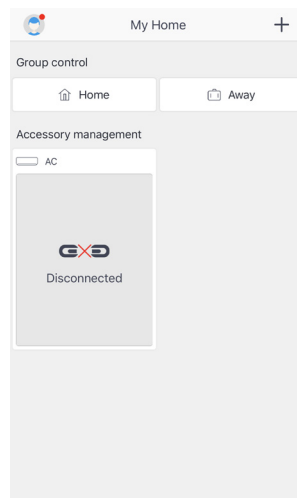 My Home
Group control
Home
Away
Accessory management
AC
Disconnected